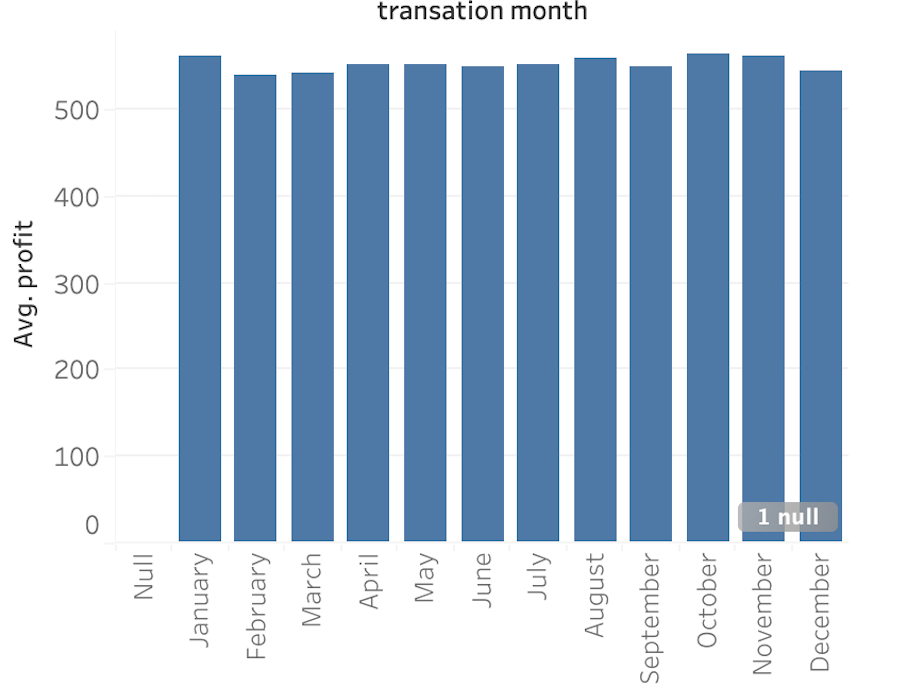 transation month
Avg. profit
500
400
300
200
100
0
1 null
Null
January
February
March
April
May
June
July
August
September
October
November
December